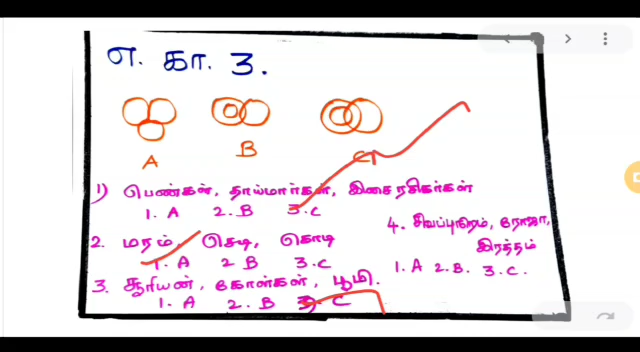 எ. கா. 3.
A
B
C
1) பெண்கள், தாய்மார்கள், இசைரசிகர்கள்
1. A 2. B 3. C
2. மரம், செடி, கொடி
1. A 2 B 3. C
3. சூரியன், கோள்கள், பூமி.
1. A 2. B 3) C
4. சிவப்புநிறம், ரோஜா,
இரத்தம்
1. A 2. B. 3. C.